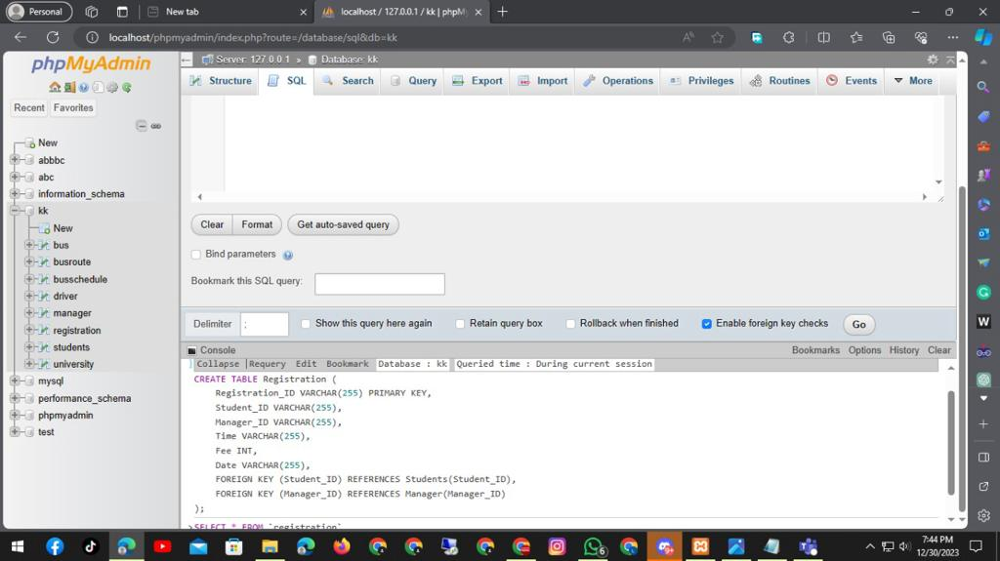 Personal
New tab
localhost / 127.0.0.1 / kk | phpM
localhost/phpmyadmin/index.php?route=/database/sql&db=kk
phpMyAdmin
Recent
Favorites
New
abbbc
abc
information_schema
kk
New
bus
busroute
busschedule
driver
manager
registration
students
university
mysql
performance_schema
phpmyadmin
test
Server: 127.0.0.1 » Database: kk
Structure
SQL
Search
Query
Export
Import
Operations
Privileges
Routines
Events
More
Clear
Format
Get auto-saved query
Bind parameters
Bookmark this SQL query:
Delimiter
;
Show this query here again
Retain query box
Rollback when finished
Enable foreign key checks
Go
Console
Bookmarks
Options
History
Clear
Collapse
Requery
Edit
Bookmark
Database : kk
Queried time : During current session
CREATE TABLE Registration (
Registration_ID VARCHAR(255) PRIMARY KEY,
Student_ID VARCHAR(255),
Manager_ID VARCHAR(255),
Time VARCHAR(255),
Fee INT,
Date VARCHAR(255),
FOREIGN KEY (Student_ID) REFERENCES Students(Student_ID),
FOREIGN KEY (Manager_ID) REFERENCES Manager(Manager_ID)
);
>SELECT * FROM `registration`
7:44 PM
12/30/2023